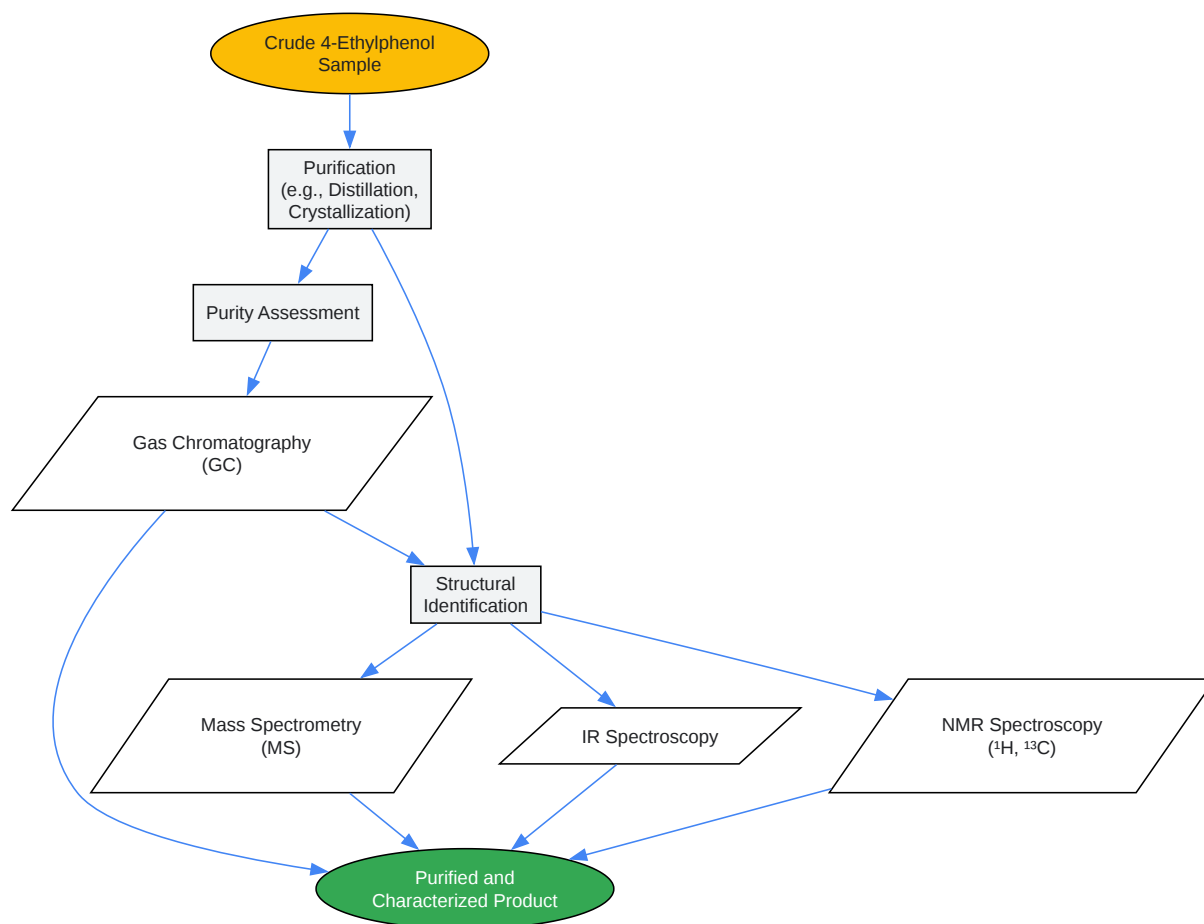 Crude 4-Ethylphenol
Sample
Purification
(e.g., Distillation,
Crystallization)
Purity Assessment
Gas Chromatography
(GC)
Structural
Identification
Mass Spectrometry
(MS)
IR Spectroscopy
NMR Spectroscopy
(¹H, ¹³C)
Purified and
Characterized Product